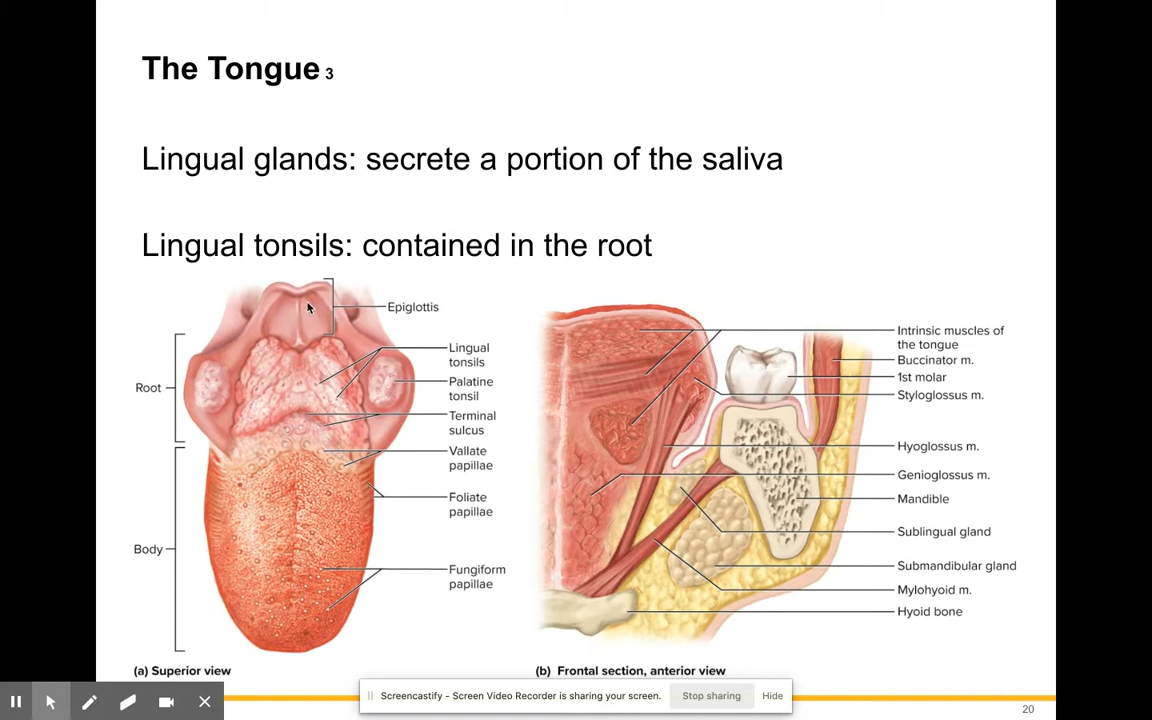 The Tongue 3
Lingual glands: secrete a portion of the saliva
Lingual tonsils: contained in the root
Epiglottis
Lingual
tonsils
Root
Palatine
tonsil
Terminal
sulcus
Vallate
papillae
Foliate
papillae
Body
Fungiform
papillae
(a) Superior view
Intrinsic muscles of
the tongue
Buccinator m.
1st molar
Styloglossus m.
Hyoglossus m.
Genioglossus m.
Mandible
Sublingual gland
Submandibular gland
Mylohyoid m.
Hyoid bone
(b) Frontal section, anterior view
Screencastify - Screen Video Recorder is sharing your screen.
Stop sharing
Hide
20